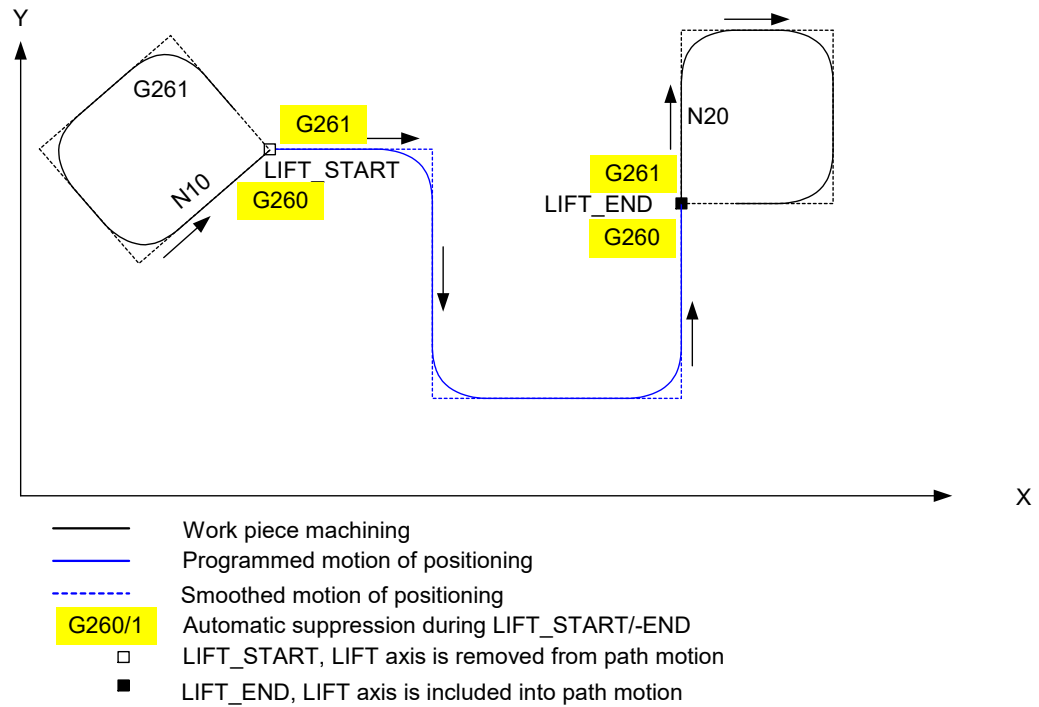 Y
G261
G261
N20
LIFT_START
G261
N10
G260
LIFT_END
G260
X
Work piece machining
Programmed motion of positioning
Smoothed motion of positioning
G260/1 Automatic suppression during LIFT_START/-END
LIFT_START, LIFT axis is removed from path motion
LIFT_END, LIFT axis is included into path motion